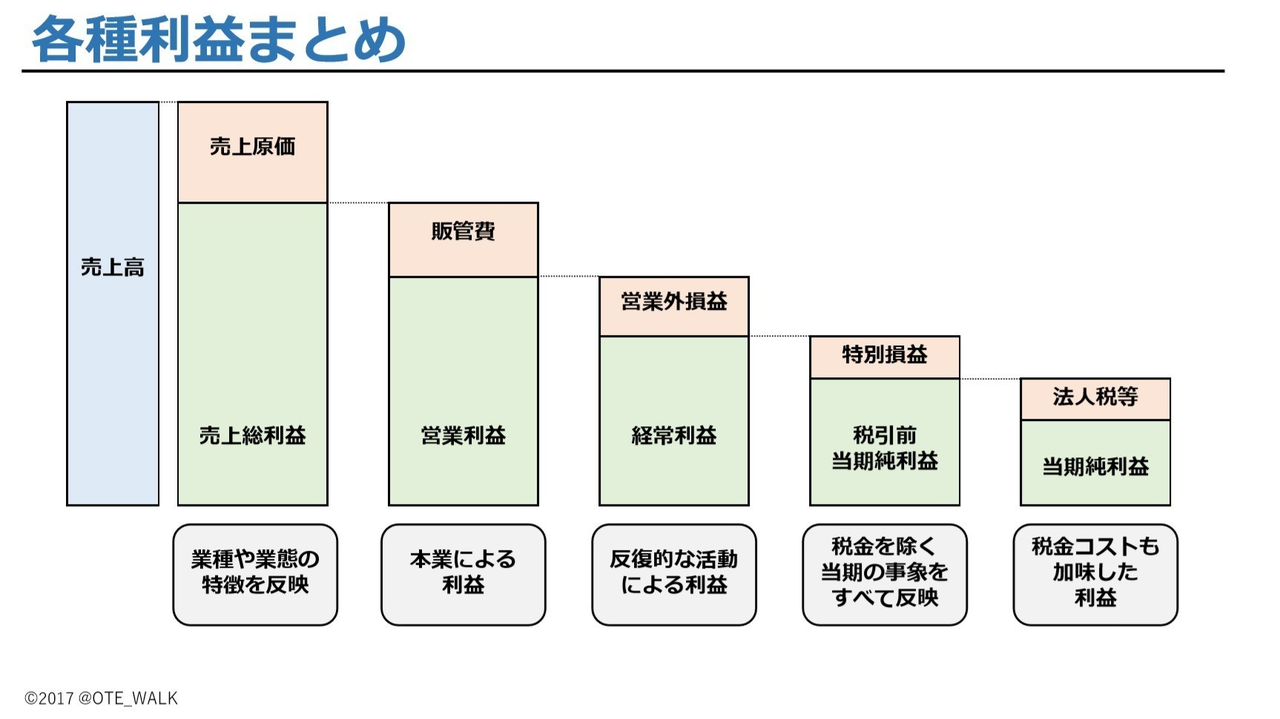 各種利益まとめ
売上高
売上原価
売上総利益
販管費
営業利益
営業外損益
経常利益
特別損益
税引前
当期純利益
法人税等
当期純利益
業種や業態の
特徴を反映
本業による
利益
反復的な活動
による利益
税金を除く
当期の事象を
すべて反映
税金コストも
加味した
利益
©2017 @OTE_WALK